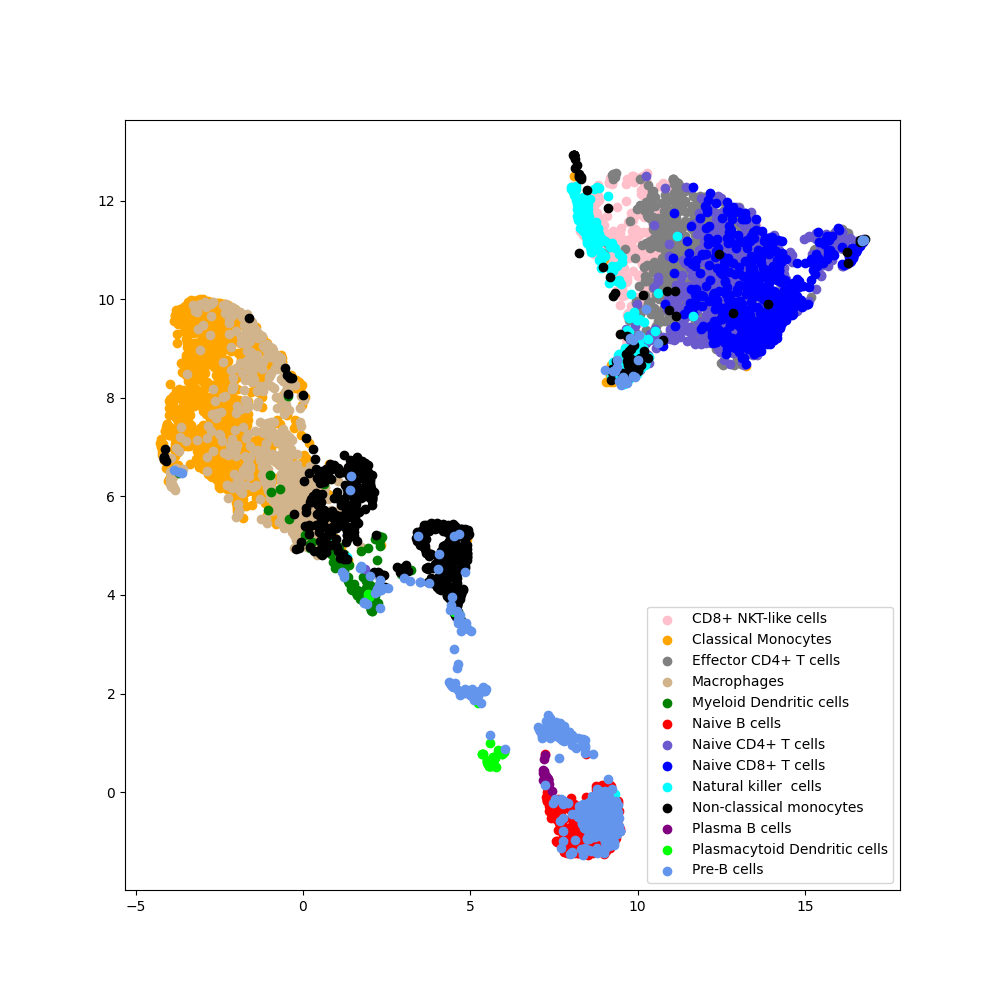 12
10
8
6
4
2
0
−5
0
5
10
15
CD8+ NKT-like cells
Classical Monocytes
Effector CD4+ T cells
Macrophages
Myeloid Dendritic cells
Naive B cells
Naive CD4+ T cells
Naive CD8+ T cells
Natural killer  cells
Non-classical monocytes
Plasma B cells
Plasmacytoid Dendritic cells
Pre-B cells